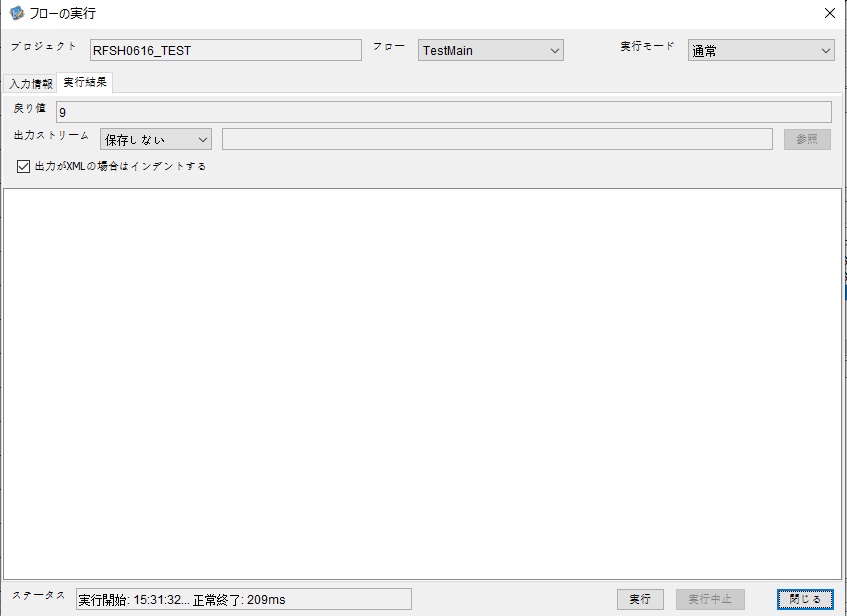 フローの実行
プロジェクト RFSH0616_TEST フロー TestMain 実行モード 通常
入力情報 実行結果
戻り値 9
出力ストリーム 保存しない 参照
出力がXMLの場合はインデントする
ステータス 実行開始: 15:31:32... 正常終了: 209ms 実行 実行中止 閉じる